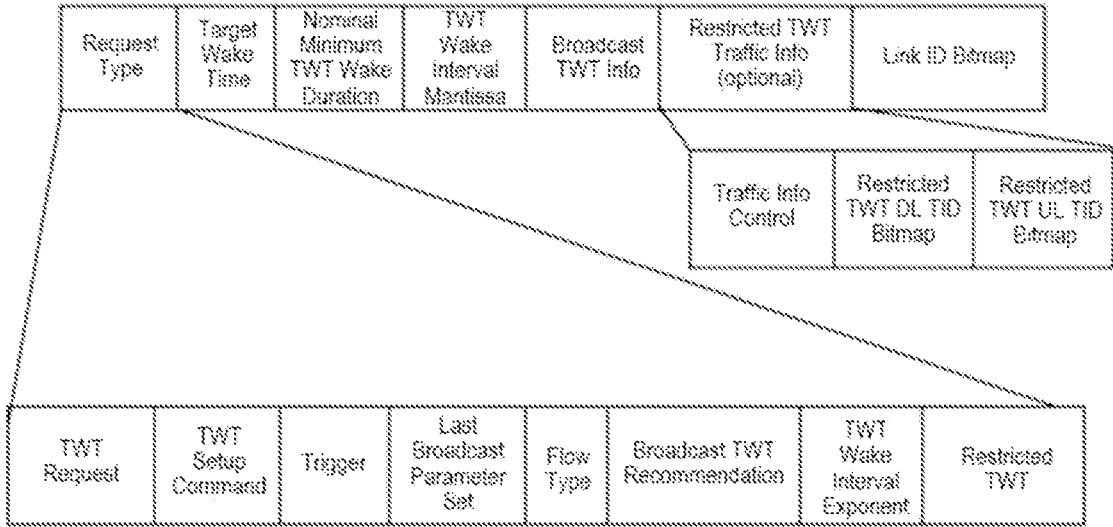 Request
Type
Target
Wake
Time
Nominal
Minimum
TWT Wake
Duration
TWT
Wake
Interval
Mantissa
Broadcast
TWT Info
Restricted TWT
Traffic Info
(optional)
Link ID Bitmap
Traffic Info
Control
Restricted
TWT DL TID
Bitmap
Restricted
TWT UL TID
Bitmap
TWT
Request
TWT
Setup
Command
Trigger
Last
Broadcast
Parameter
Set
Flow
Type
Broadcast TWT
Recommendation
TWT
Wake
Interval
Exponent
Restricted
TWT